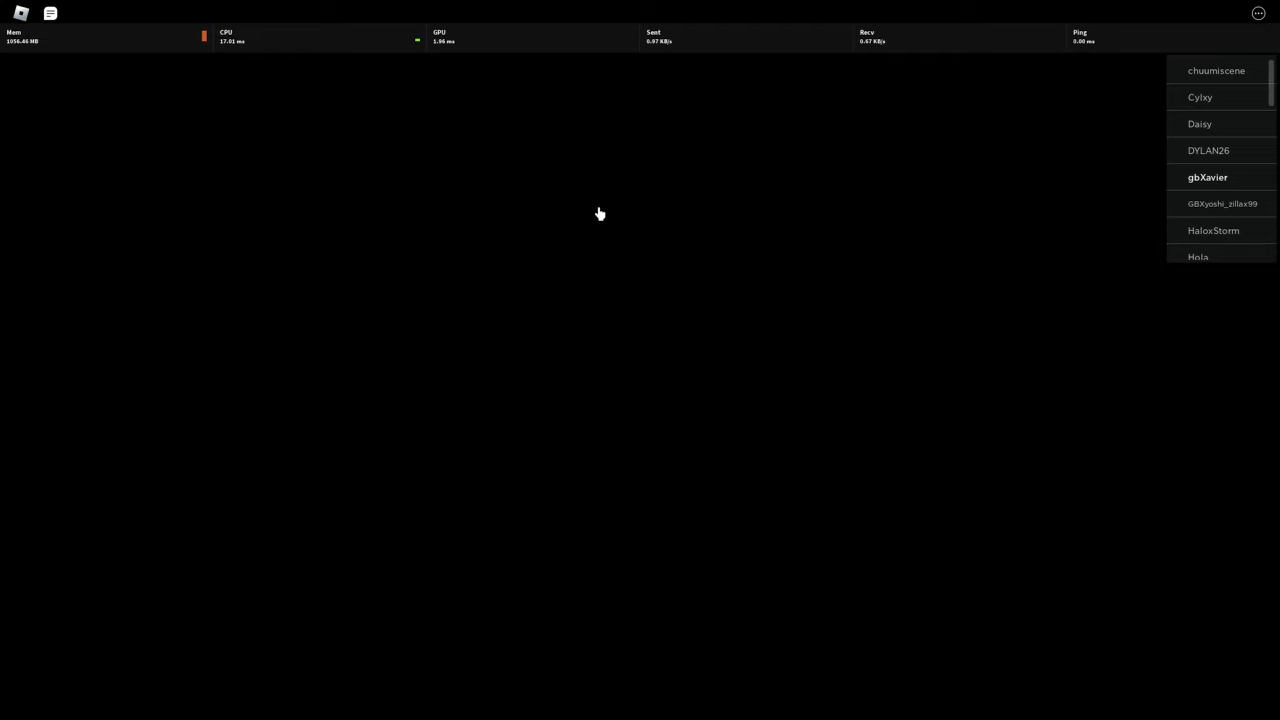 Mem CPU GPU Sent Recv Ping
1056.46 MB 17.01 ms 1.96 ms 0.97 KB/s 0.67 KB/s 0.00 ms
chuumiscene
Cylxy
Daisy
DYLAN26
gbXavier
GBXyoshi_zillax99
HaloxStorm
Hola